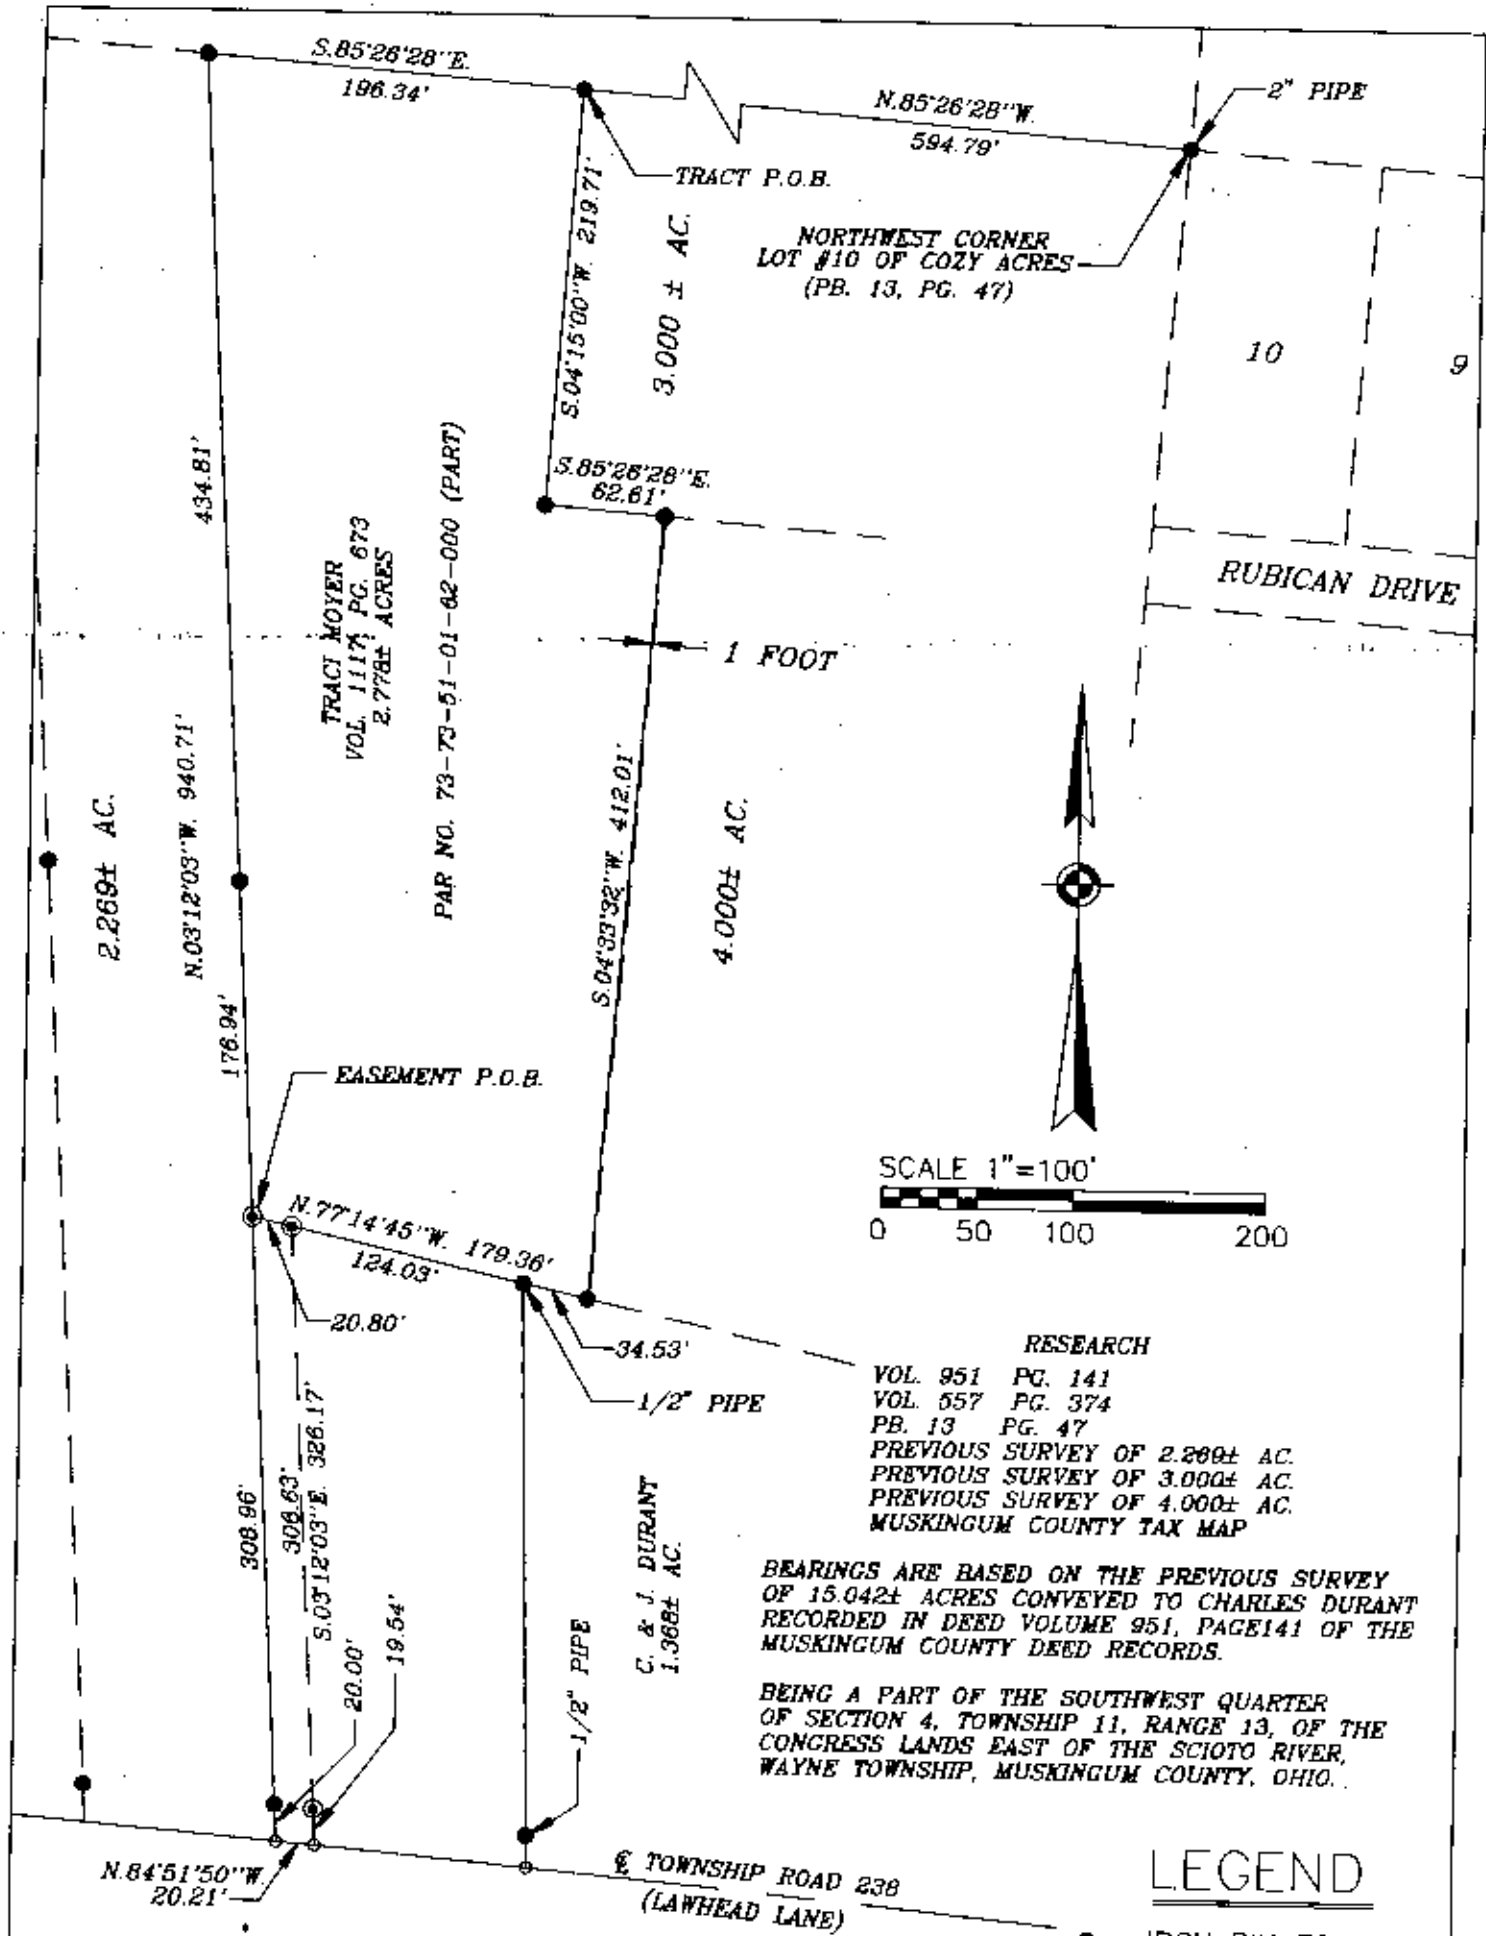 S.85°26'28"E.
196.34'
N.85°26'28"W.
594.79'
2" PIPE
TRACT P.O.B.
S.04°15'00"W. 219.71'
3.000 ± AC.
NORTHWEST CORNER
LOT #10 OF COZY ACRES
(PB. 13, PG. 47)
10
9
434.81'
S.85°26'28"E.
62.61'
RUBICAN DRIVE
TRACI MOYER
VOL. 1117, PG. 673
2.778± ACRES
PAR NO. 73-73-51-01-62-000 (PART)
1 FOOT
N.03°12'03"W. 940.71'
2.269± AC.
S.04°33'32"W. 412.01'
4.000± AC.
176.94'
EASEMENT P.O.B.
SCALE 1"=100'
0 50 100 200
N.77°14'45"W. 179.36'
124.03'
20.80'
34.53'
1/2" PIPE
RESEARCH
VOL. 951 PG. 141
VOL. 557 PG. 374
PB. 13 PG. 47
PREVIOUS SURVEY OF 2.269± AC.
PREVIOUS SURVEY OF 3.000± AC.
PREVIOUS SURVEY OF 4.000± AC.
MUSKINGUM COUNTY TAX MAP
308.96'
306.63'
S.03°12'03"E. 326.17'
20.00'
19.54'
1/2" PIPE
C. & J. DURANT
1.368± AC.
BEARINGS ARE BASED ON THE PREVIOUS SURVEY
OF 15.042± ACRES CONVEYED TO CHARLES DURANT
RECORDED IN DEED VOLUME 951, PAGE141 OF THE
MUSKINGUM COUNTY DEED RECORDS.
BEING A PART OF THE SOUTHWEST QUARTER
OF SECTION 4, TOWNSHIP 11, RANGE 13, OF THE
CONGRESS LANDS EAST OF THE SCIOTO RIVER,
WAYNE TOWNSHIP, MUSKINGUM COUNTY, OHIO.
N.84°51'50"W.
20.21'
℄ TOWNSHIP ROAD 238
(LAWHEAD LANE)
LEGEND